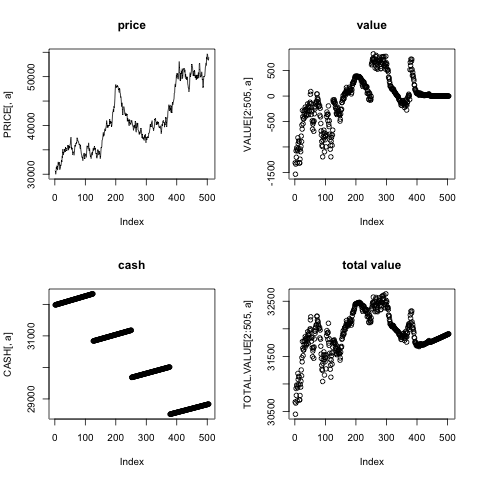 price
PRICE[, a]
30000 40000 50000
0 100 200 300 400 500
Index
value
VALUE[2:505, a]
-1500 -500 0 500
0 100 200 300 400 500
Index
cash
CASH[, a]
29000 31000
0 100 200 300 400 500
Index
total value
TOTAL.VALUE[2:505, a]
30500 31500 32500
0 100 200 300 400 500
Index